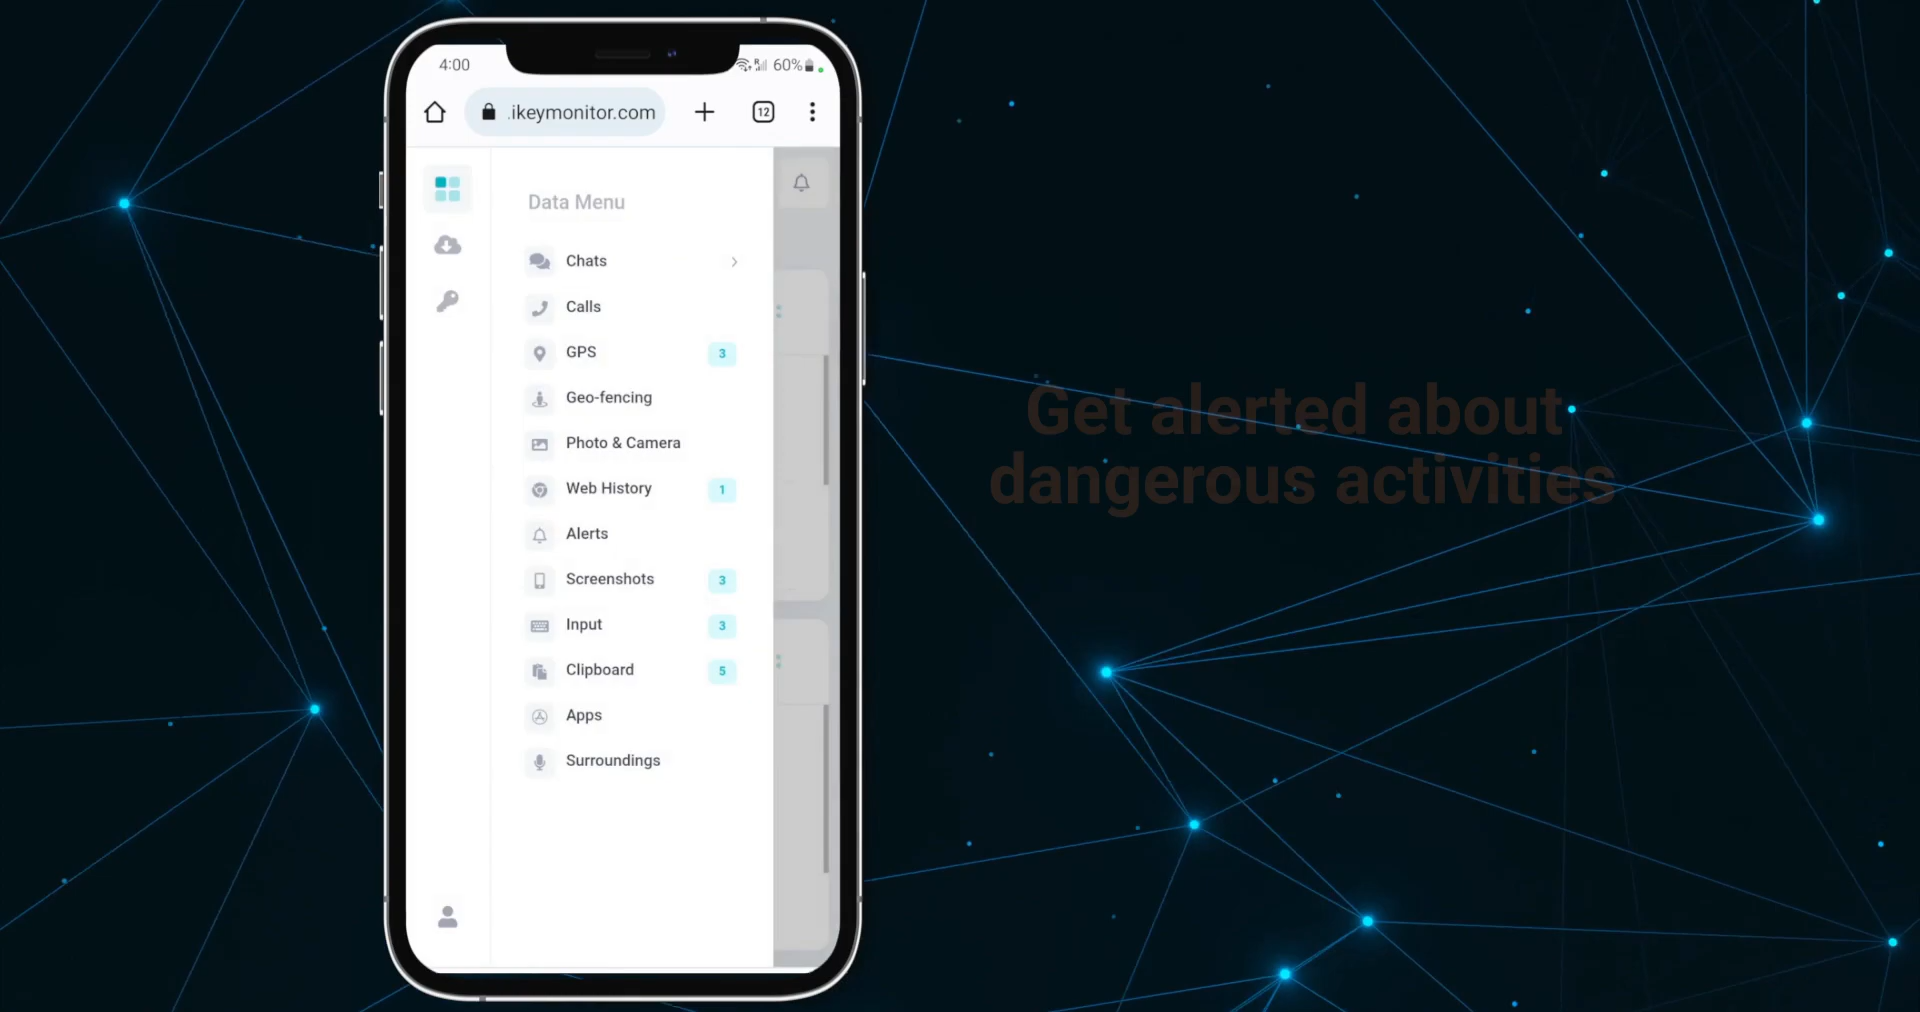 4:00
60%
.ikeymonitor.com
12
Data Menu
Chats
Calls
GPS 3
Geo-fencing
Photo & Camera
Web History 1
Alerts
Screenshots 3
Input 3
Clipboard 5
Apps
Surroundings
Get alerted about
dangerous activities